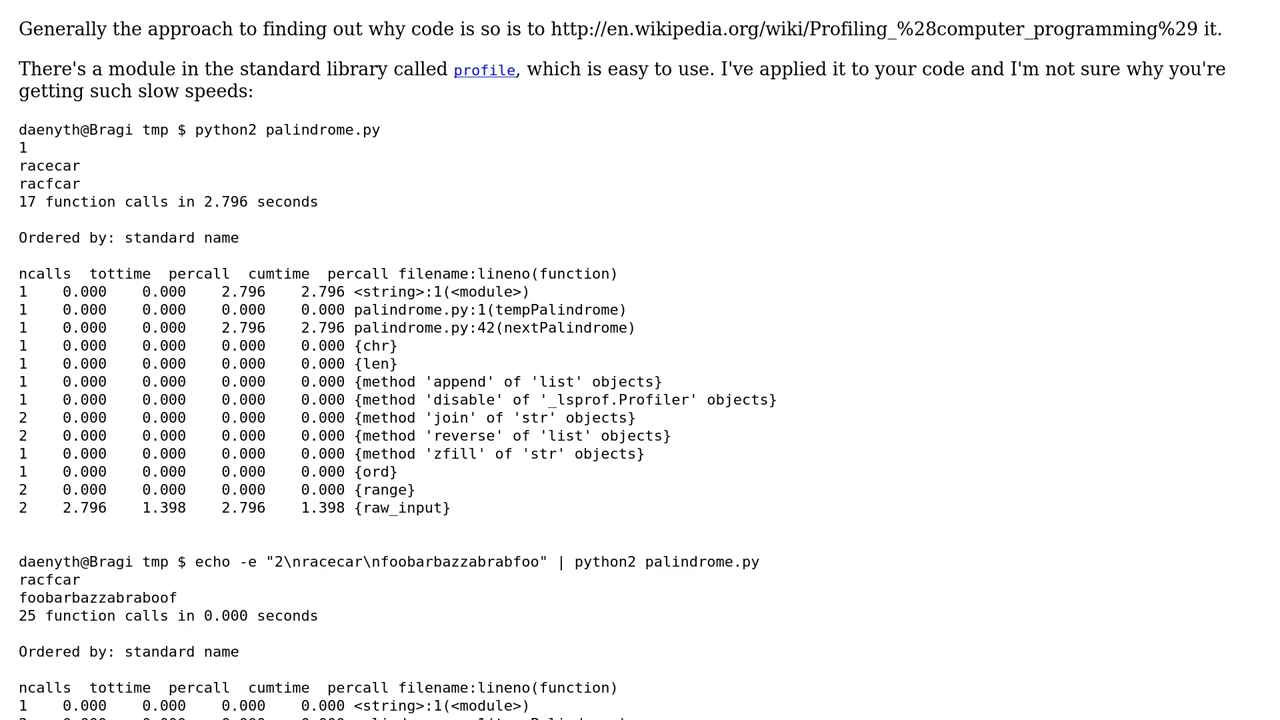 Generally the approach to finding out why code is so is to http://en.wikipedia.org/wiki/Profiling_%28computer_programming%29 it.
There's a module in the standard library called profile, which is easy to use. I've applied it to your code and I'm not sure why you're
getting such slow speeds:
daenyth@Bragi tmp $ python2 palindrome.py
1
racecar
racfcar
17 function calls in 2.796 seconds
Ordered by: standard name
ncalls  tottime  percall  cumtime  percall filename:lineno(function)
1    0.000    0.000    2.796    2.796 <string>:1(<module>)
1    0.000    0.000    0.000    0.000 palindrome.py:1(tempPalindrome)
1    0.000    0.000    2.796    2.796 palindrome.py:42(nextPalindrome)
1    0.000    0.000    0.000    0.000 {chr}
1    0.000    0.000    0.000    0.000 {len}
1    0.000    0.000    0.000    0.000 {method 'append' of 'list' objects}
1    0.000    0.000    0.000    0.000 {method 'disable' of '_lsprof.Profiler' objects}
2    0.000    0.000    0.000    0.000 {method 'join' of 'str' objects}
2    0.000    0.000    0.000    0.000 {method 'reverse' of 'list' objects}
1    0.000    0.000    0.000    0.000 {method 'zfill' of 'str' objects}
1    0.000    0.000    0.000    0.000 {ord}
2    0.000    0.000    0.000    0.000 {range}
2    2.796    1.398    2.796    1.398 {raw_input}
daenyth@Bragi tmp $ echo -e "2\nracecar\nfoobarbazzabrabfoo" | python2 palindrome.py
racfcar
foobarbazzabraboof
25 function calls in 0.000 seconds
Ordered by: standard name
ncalls  tottime  percall  cumtime  percall filename:lineno(function)
1    0.000    0.000    0.000    0.000 <string>:1(<module>)